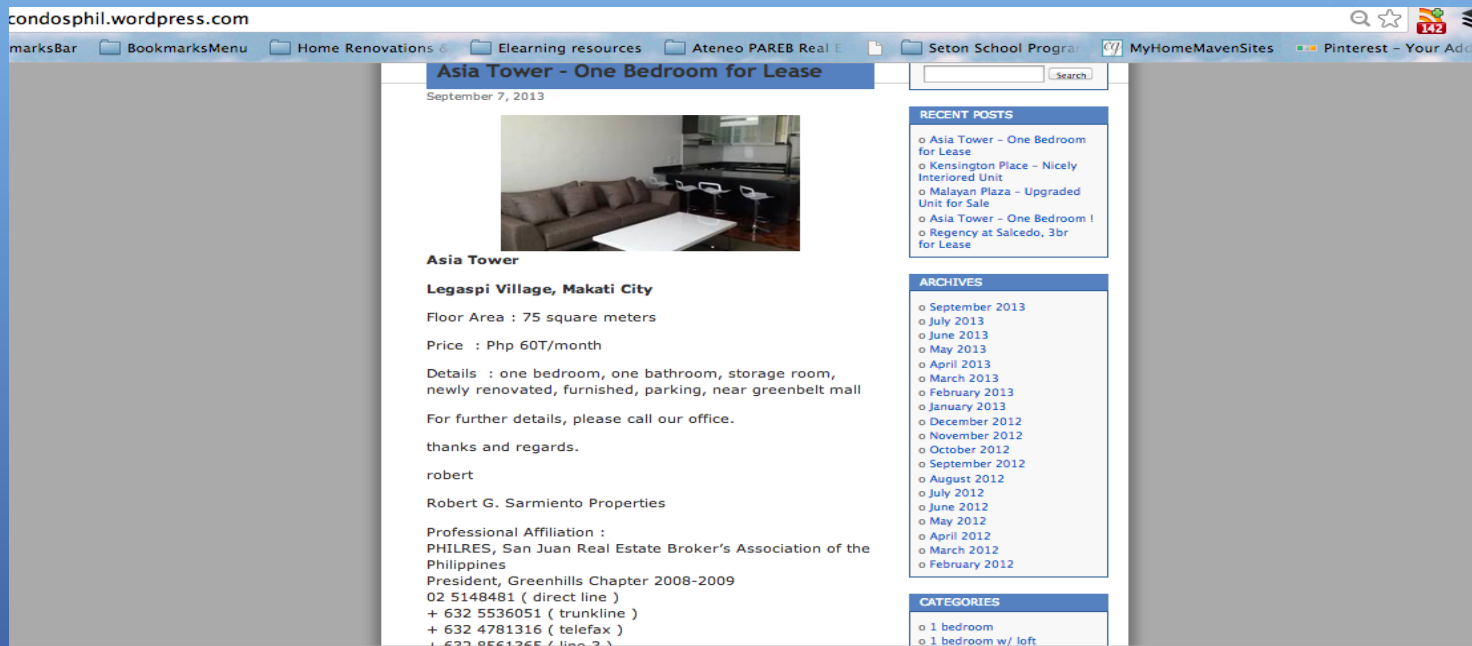 condosphil.wordpress.com
142
marksBar BookmarksMenu Home Renovations & Elearning resources Ateneo PAREB Real E Seton School Progra cg MyHomeMavenSites Pinterest – Your Add
Asia Tower – One Bedroom for Lease
September 7, 2013
Asia Tower
Legaspi Village, Makati City
Floor Area : 75 square meters
Price : Php 60T/month
Details : one bedroom, one bathroom, storage room,
newly renovated, furnished, parking, near greenbelt mall
For further details, please call our office.
thanks and regards.
robert
Robert G. Sarmiento Properties
Professional Affiliation :
PHILRES, San Juan Real Estate Broker's Association of the
Philippines
President, Greenhills Chapter 2008-2009
02 5148481 ( direct line )
+ 632 5536051 ( trunkline )
+ 632 4781316 ( telefax )
+ 632 8561365 ( line 3 )
Search
RECENT POSTS
o Asia Tower – One Bedroom
for Lease
o Kensington Place – Nicely
Interiored Unit
o Malayan Plaza – Upgraded
Unit for Sale
o Asia Tower – One Bedroom !
o Regency at Salcedo, 3br
for Lease
ARCHIVES
o September 2013
o July 2013
o June 2013
o May 2013
o April 2013
o March 2013
o February 2013
o January 2013
o December 2012
o November 2012
o October 2012
o September 2012
o August 2012
o July 2012
o June 2012
o May 2012
o April 2012
o March 2012
o February 2012
CATEGORIES
o 1 bedroom
o 1 bedroom w/ loft